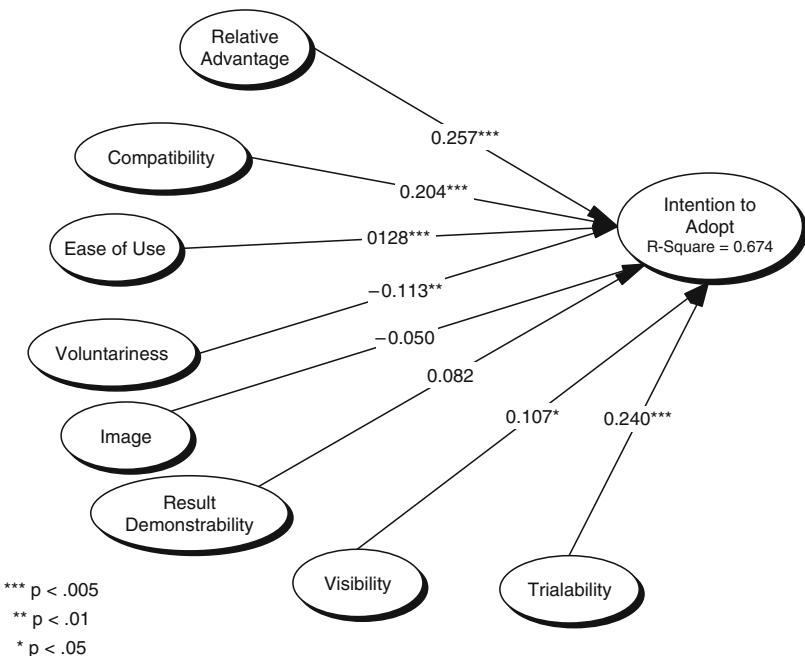 Relative
Advantage
0.257***
Compatibility
0.204***
Intention to
Adopt
R-Square = 0.674
Ease of Use
0128***
−0.113**
Voluntariness
−0.050
0.082
Image
0.107*
0.240***
Result
Demonstrability
Visibility
Trialability
*** p < .005
** p < .01
* p < .05